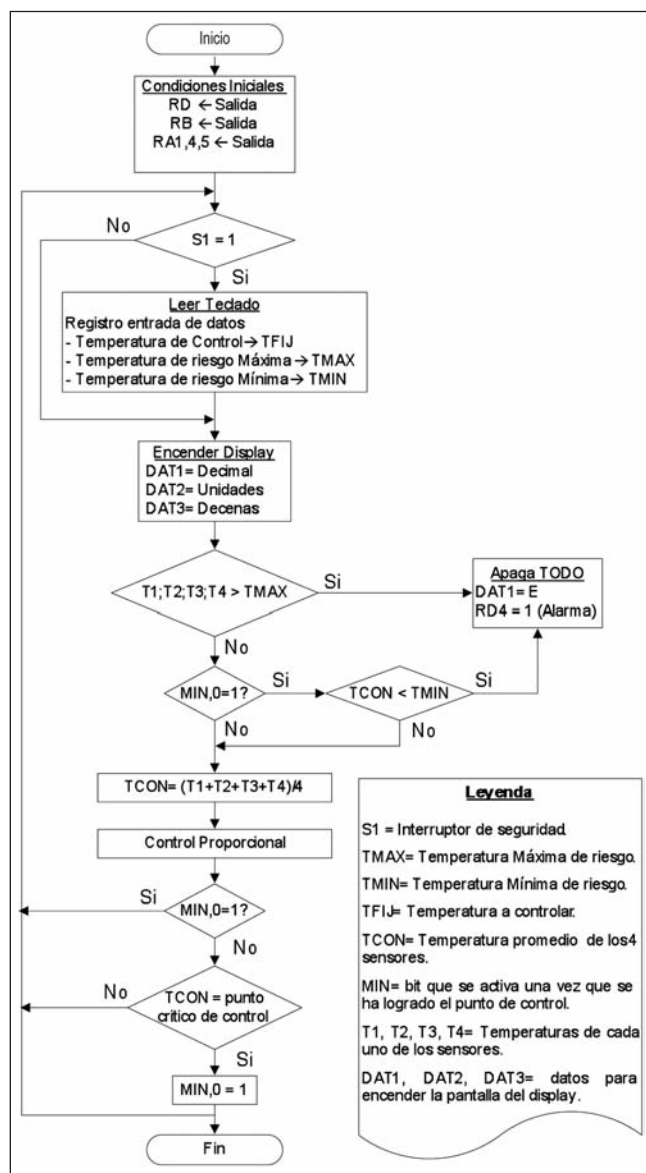 Inicio
Condiciones Iniciales
RD ← Salida
RB ← Salida
RA1,4,5 ← Salida
No
S1 = 1
Si
Leer Teclado
Registro entrada de datos
- Temperatura de Control→ TFIJ
- Temperatura de riesgo Máxima → TMAX
- Temperatura de riesgo Mínima→ TMIN
Encender Display
DAT1= Decimal
DAT2= Unidades
DAT3= Decenas
T1;T2;T3;T4 > TMAX
Si
Apaga TODO
DAT1= E
RD4 = 1 (Alarma)
No
MIN,0=1?
Si
TCON < TMIN
Si
No
No
TCON= (T1+T2+T3+T4)/4
Control Proporcional
Si
MIN,0=1?
No
No
TCON = punto
crítico de control
Si
MIN,0 = 1
Fin
Leyenda
S1 = Interruptor de seguridad.
TMAX= Temperatura Máxima de riesgo.
TMIN= Temperatura Mínima de riesgo.
TFIJ= Temperatura a controlar.
TCON= Temperatura promedio de los4
sensores.
MIN= bit que se activa una vez que se
ha logrado el punto de control.
T1, T2, T3, T4= Temperaturas de cada
uno de los sensores.
DAT1, DAT2, DAT3= datos para
encender la pantalla del display.